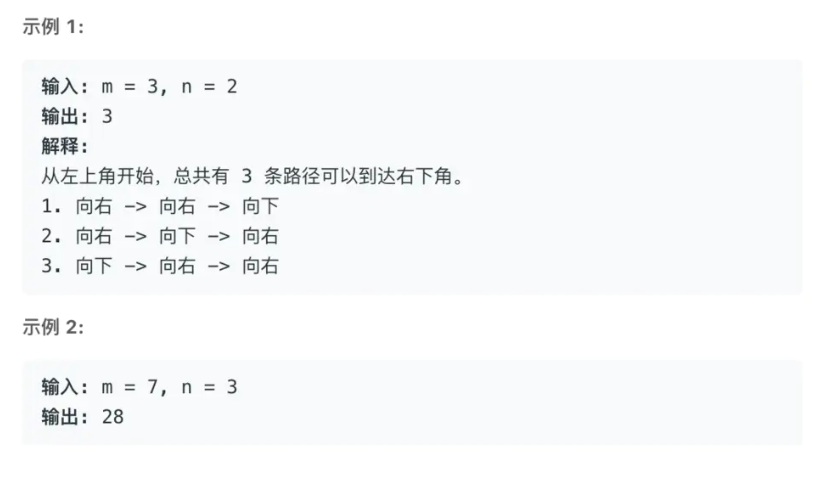 示例 1:
输入: m = 3, n = 2
输出: 3
解释:
从左上角开始，总共有 3 条路径可以到达右下角。
1. 向右 -> 向右 -> 向下
2. 向右 -> 向下 -> 向右
3. 向下 -> 向右 -> 向右
示例 2:
输入: m = 7, n = 3
输出: 28